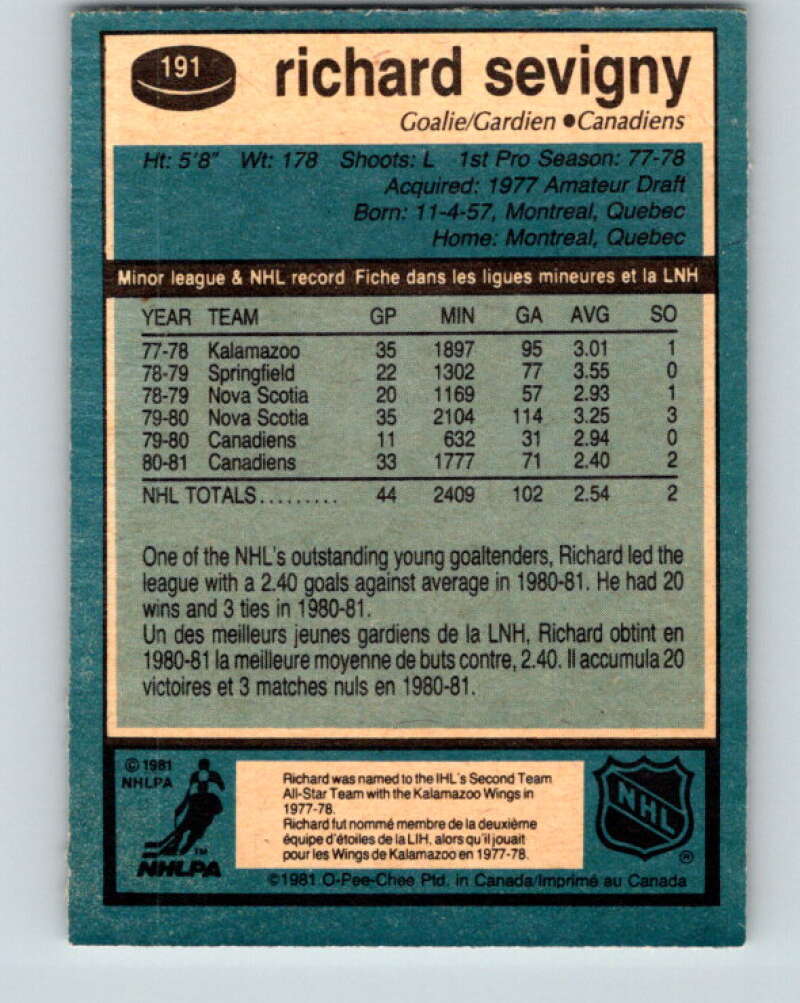 191
richard sevigny
Goalie/Gardien ●Canadiens
Ht: 5'8" Wt: 178 Shoots: L 1st Pro Season: 77-78
Acquired: 1977 Amateur Draft
Born: 11-4-57, Montreal, Quebec
Home: Montreal, Quebec
Minor league & NHL record Fiche dans les ligues mineures et la LNH
YEAR TEAM GP MIN GA AVG SO
77-78 Kalamazoo 35 1897 95 3.01 1
78-79 Springfield 22 1302 77 3.55 0
78-79 Nova Scotia 20 1169 57 2.93 1
79-80 Nova Scotia 35 2104 114 3.25 3
79-80 Canadiens 11 632 31 2.94 0
80-81 Canadiens 33 1777 71 2.40 2
NHL TOTALS......... 44 2409 102 2.54 2
One of the NHL's outstanding young goaltenders, Richard led the
league with a 2.40 goals against average in 1980-81. He had 20
wins and 3 ties in 1980-81.
Un des meilleurs jeunes gardiens de la LNH, Richard obtint en
1980-81 la meilleure moyenne de buts contre, 2.40. Il accumula 20
victoires et 3 matches nuls en 1980-81.
© 1981
NHLPA
NHLPA
TM
Richard was named to the IHL's Second Team
All-Star Team with the Kalamazoo Wings in
1977-78.
Richard fut nommé membre de la deuxième
équipe d'étoiles de la LIH, alors qu'il jouait
pour les Wings de Kalamazoo en 1977-78.
NHL
®
©1981 O-Pee-Chee Ptd. in Canada/Imprimé au Canada